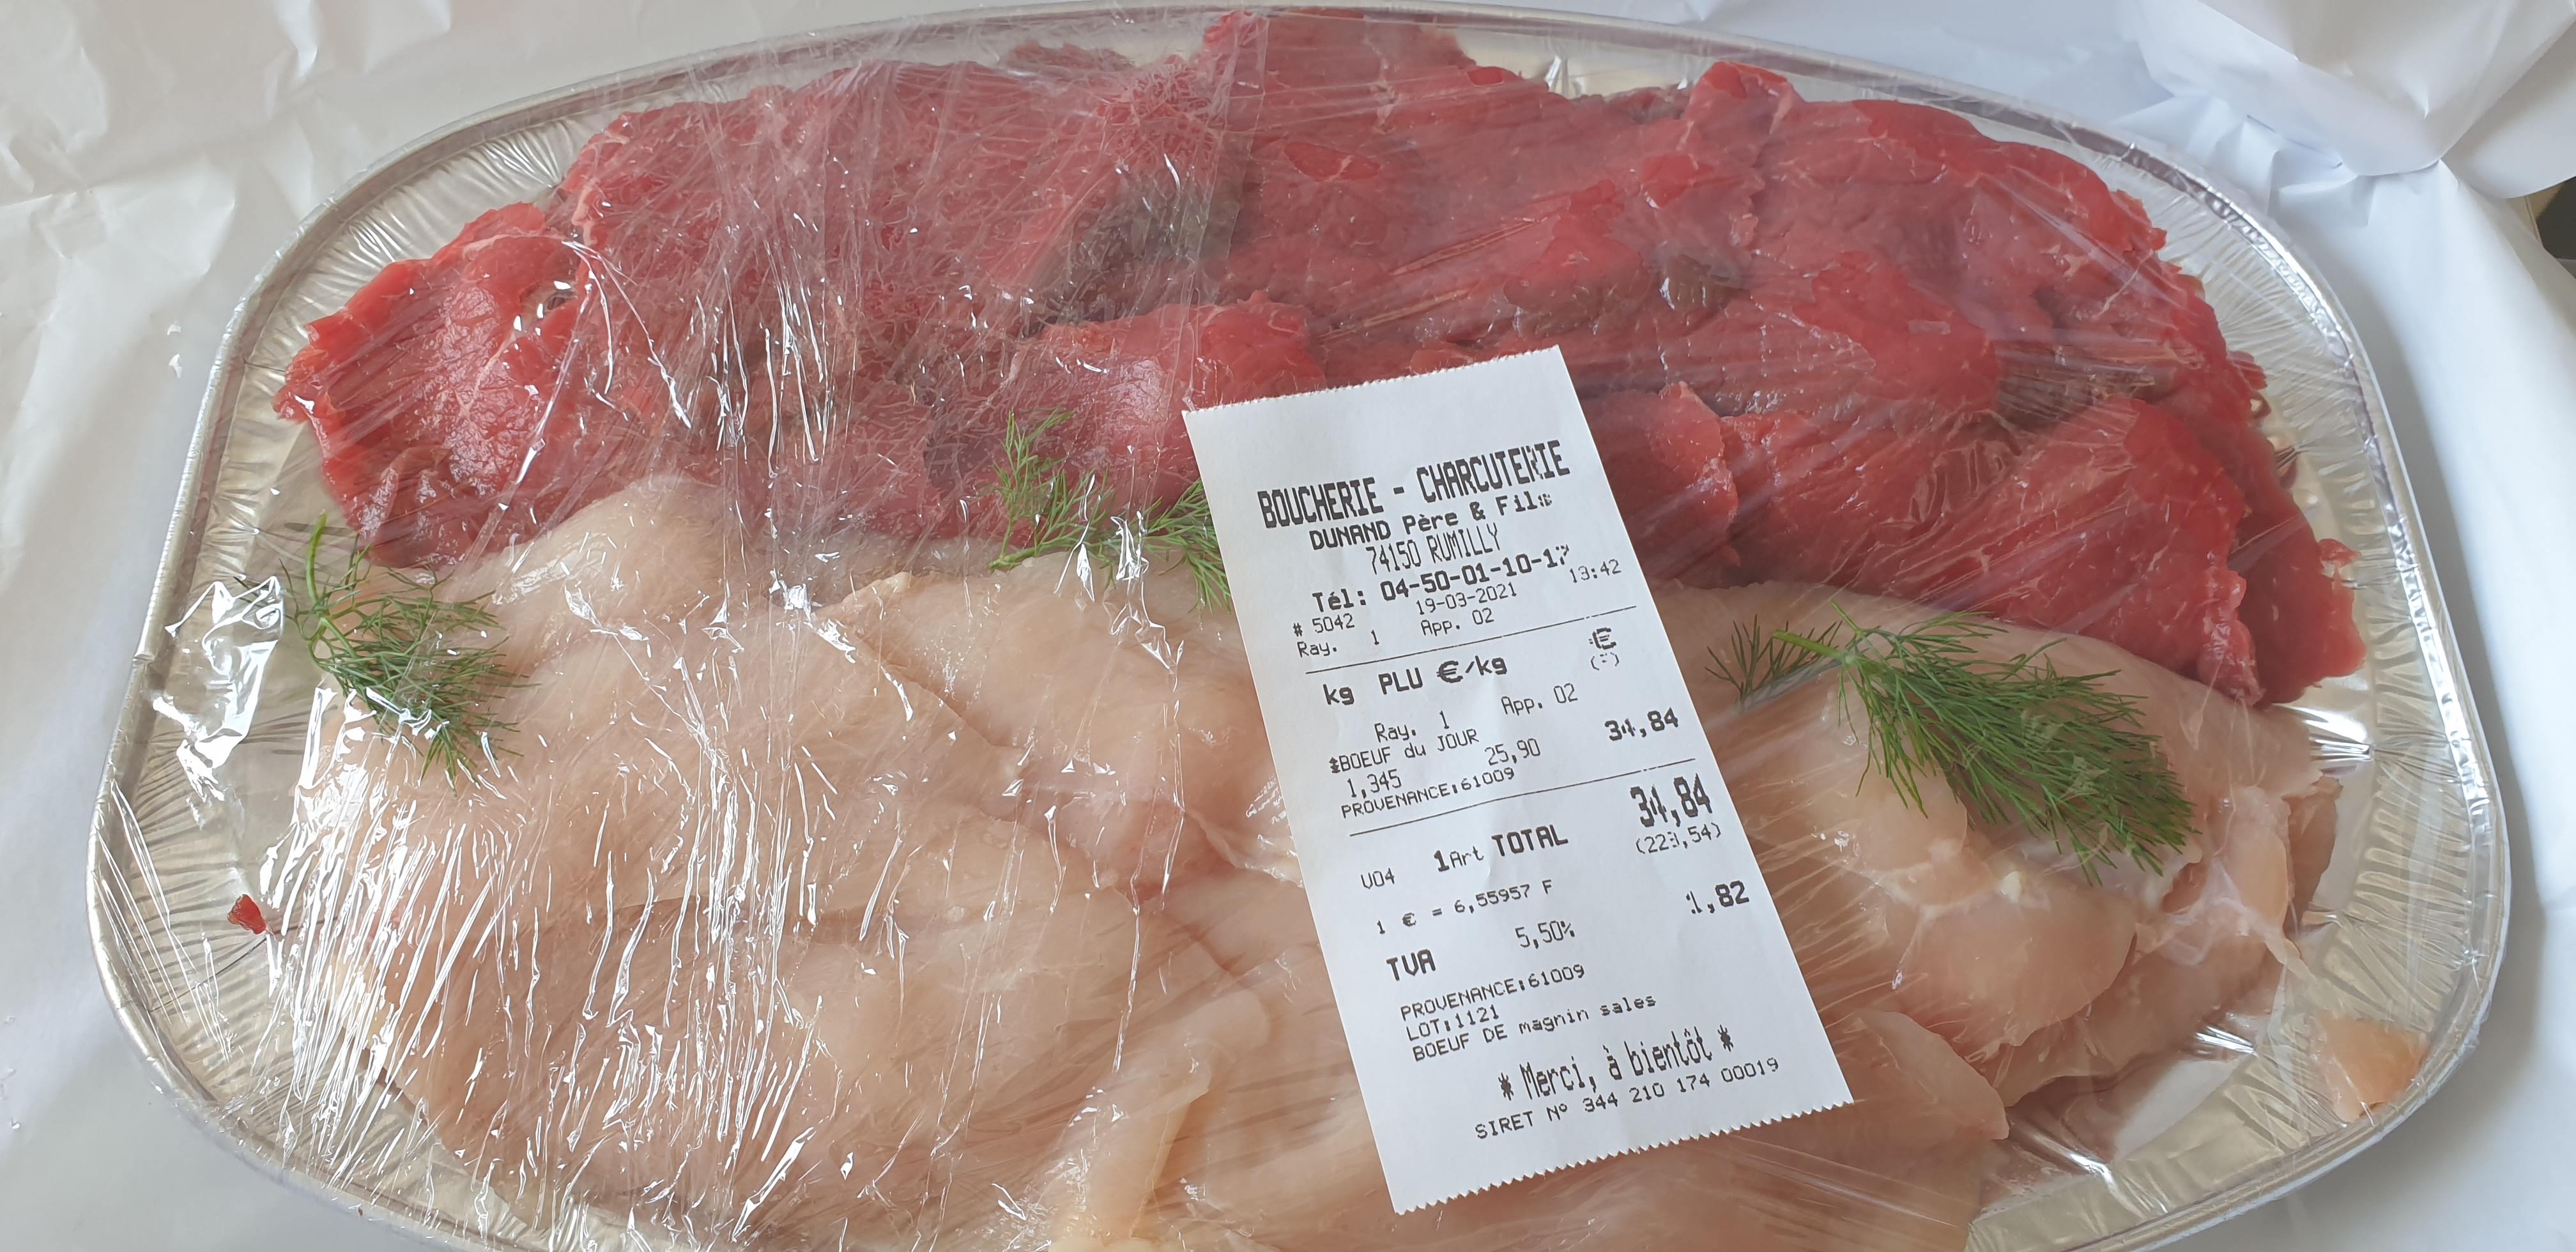 BOUCHERIE - CHARCUTERIE
DUNAND Père & Fils
74150 RUMILLY
Tél: 04-50-01-10-17
# 5042 19-03-2021 13:42
Ray. 1 App. 02
kg PLU €/kg €
Ray. 1 App. 02
BOEUF du JOUR
1,345 25,90 34,84
PROVENANCE:61009
V04 1Art TOTAL 34,84
1 € = 6,55957 F
TVA 5,50% 1,82
PROVENANCE:61009
LOT:1121
BOEUF DE magnin sales
* Merci, à bientôt *
SIRET Nº 344 210 174 00019